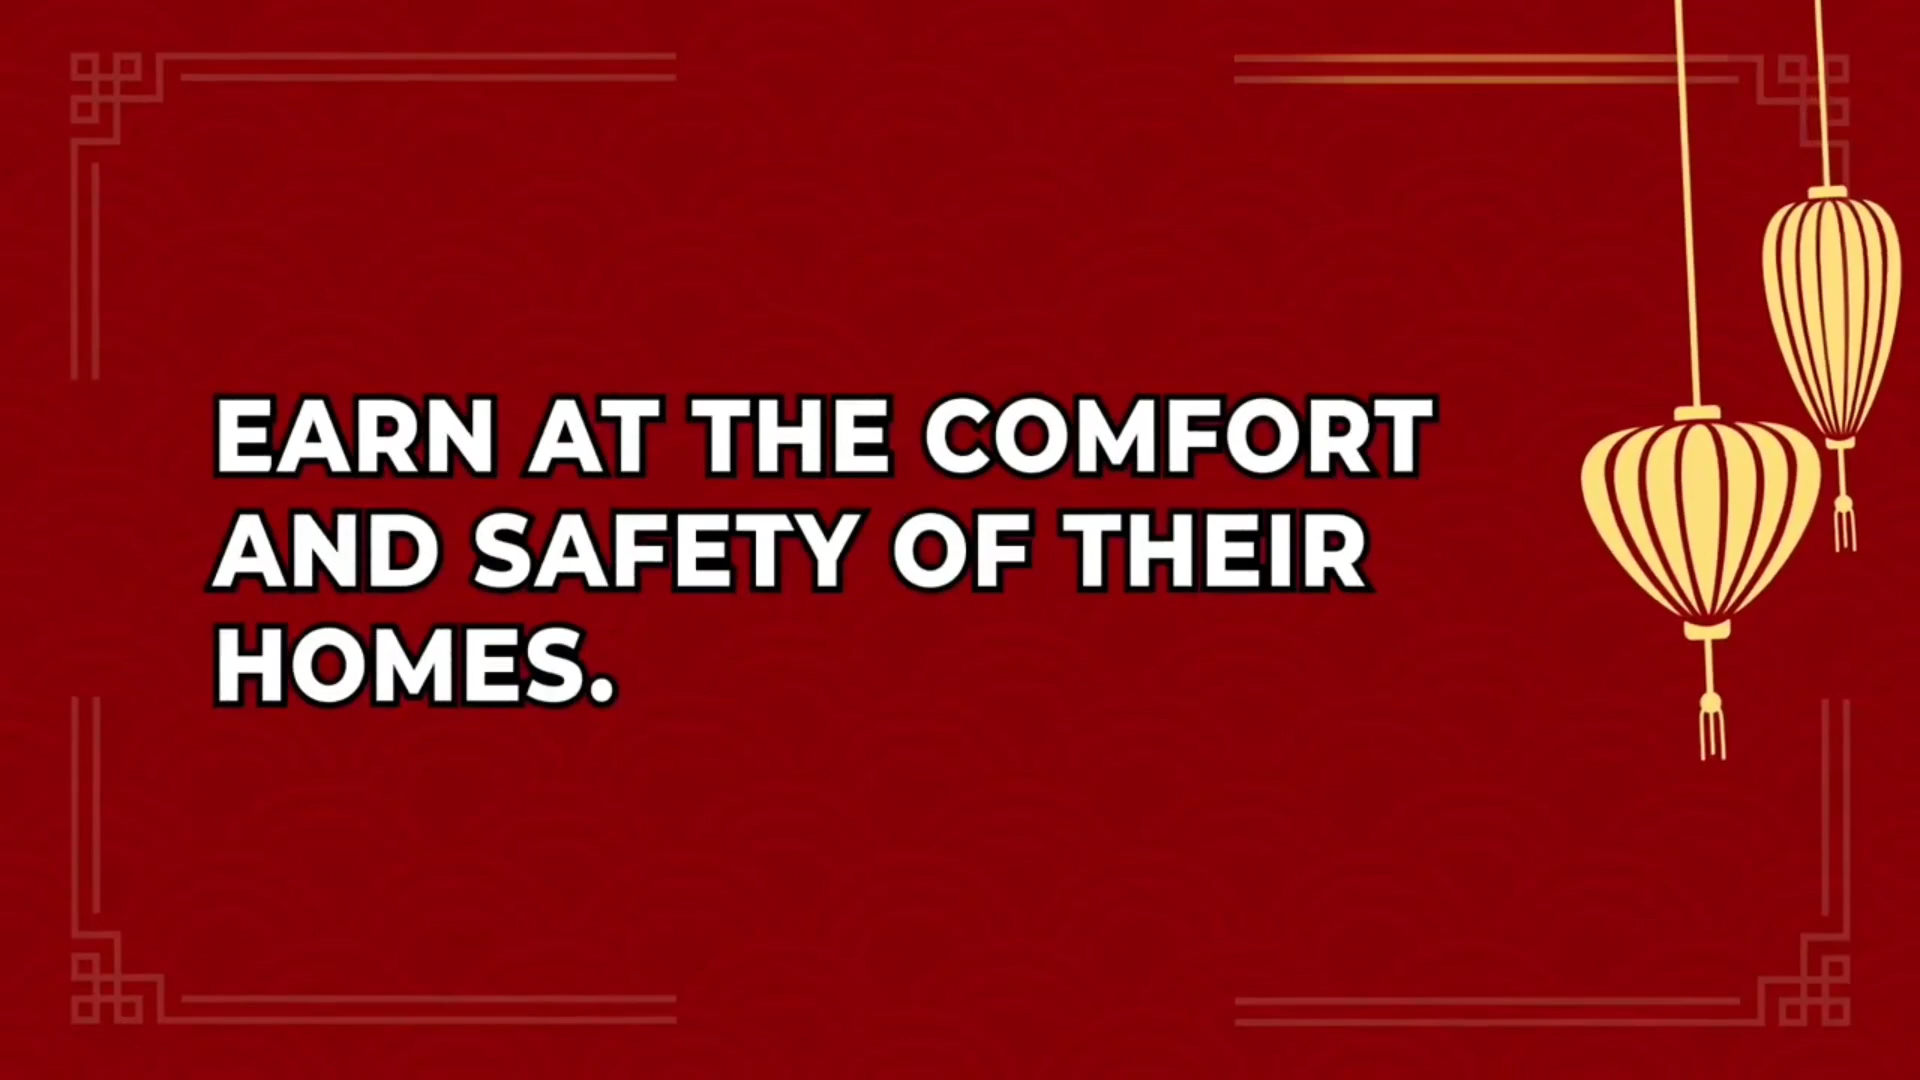 EARN AT THE COMFORT
AND SAFETY OF THEIR
HOMES.